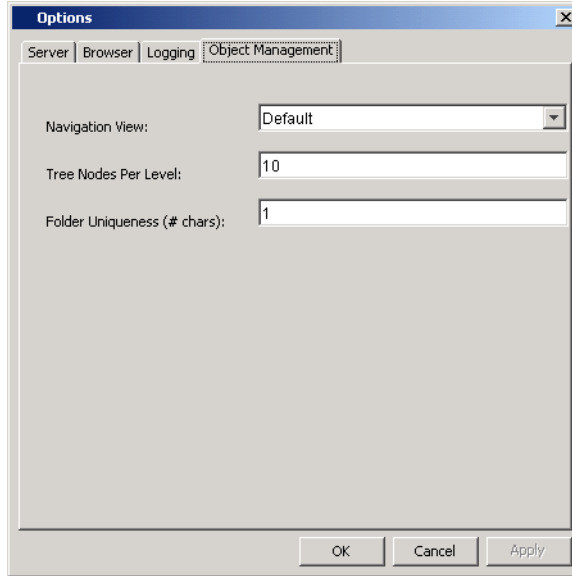 Options
Server Browser Logging Object Management
Navigation View: Default
Tree Nodes Per Level: 10
Folder Uniqueness (# chars): 1
OK Cancel Apply